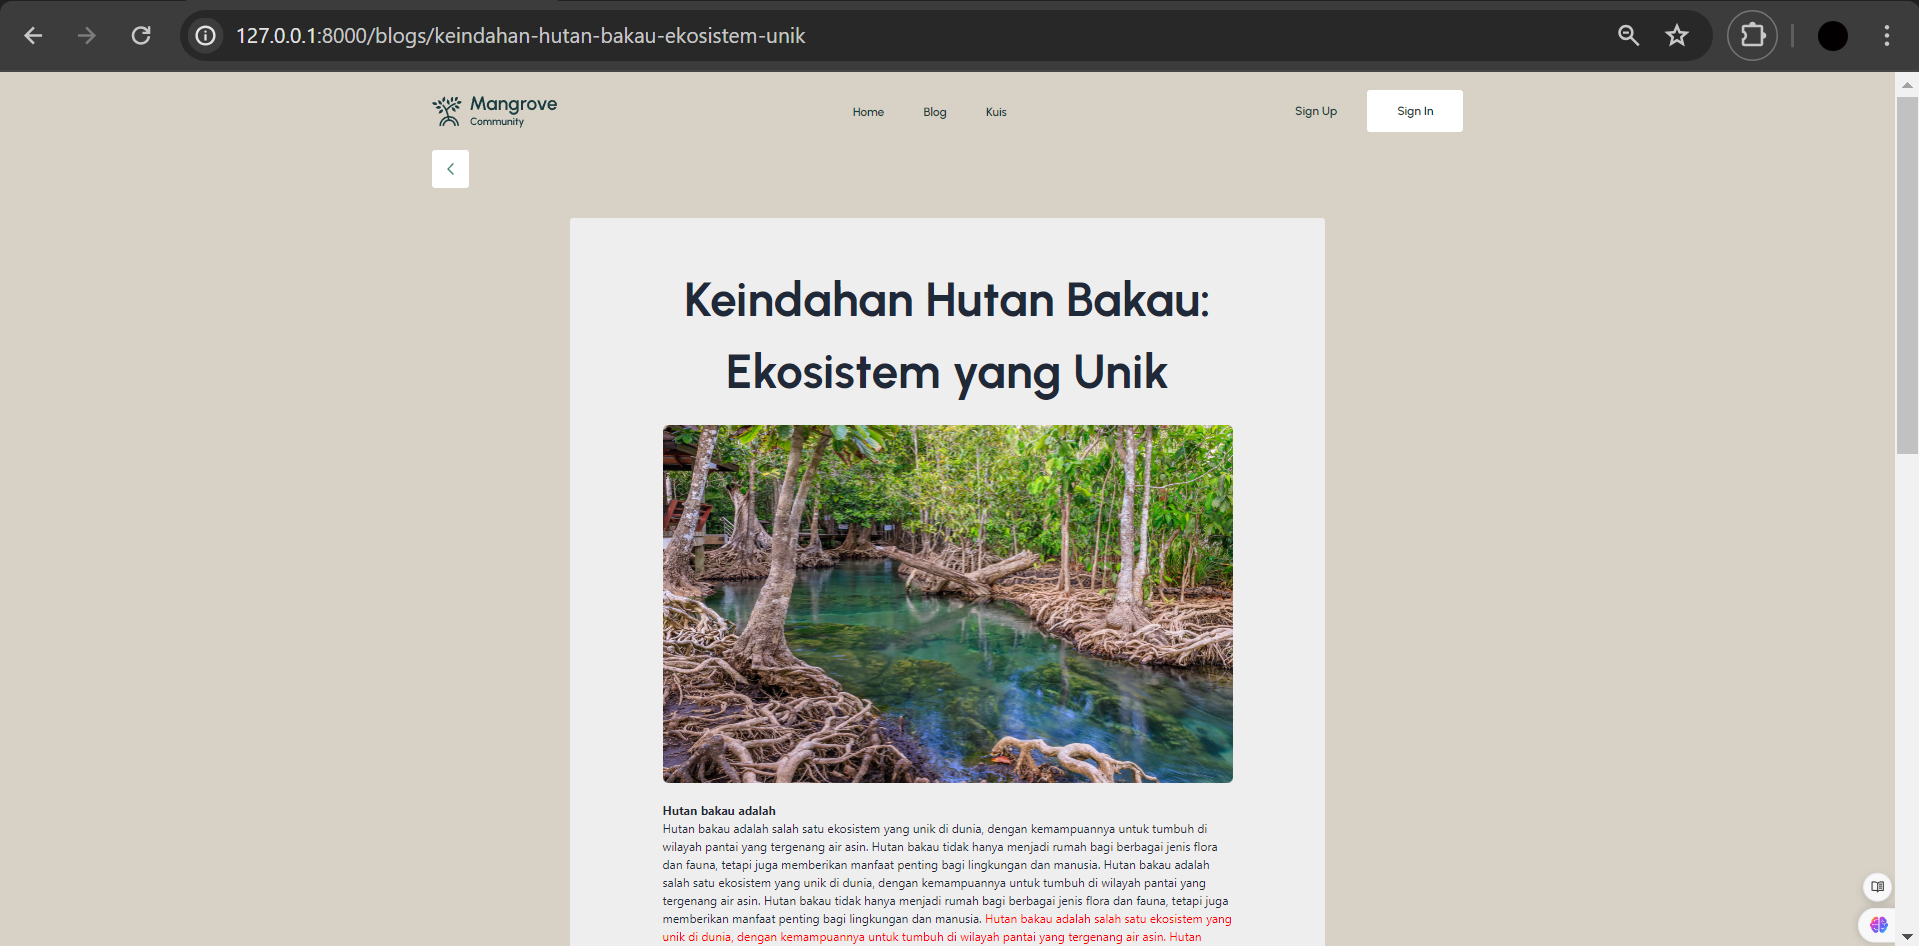 127.0.0.1:8000/blogs/keindahan-hutan-bakau-ekosistem-unik
Mangrove
Community
Home
Blog
Kuis
Sign Up
Sign In
Keindahan Hutan Bakau:
Ekosistem yang Unik
Hutan bakau adalah
Hutan bakau adalah salah satu ekosistem yang unik di dunia, dengan kemampuannya untuk tumbuh di
wilayah pantai yang tergenang air asin. Hutan bakau tidak hanya menjadi rumah bagi berbagai jenis flora
dan fauna, tetapi juga memberikan manfaat penting bagi lingkungan dan manusia. Hutan bakau adalah
salah satu ekosistem yang unik di dunia, dengan kemampuannya untuk tumbuh di wilayah pantai yang
tergenang air asin. Hutan bakau tidak hanya menjadi rumah bagi berbagai jenis flora dan fauna, tetapi juga
memberikan manfaat penting bagi lingkungan dan manusia. Hutan bakau adalah salah satu ekosistem yang
unik di dunia, dengan kemampuannya untuk tumbuh di wilayah pantai yang tergenang air asin. Hutan